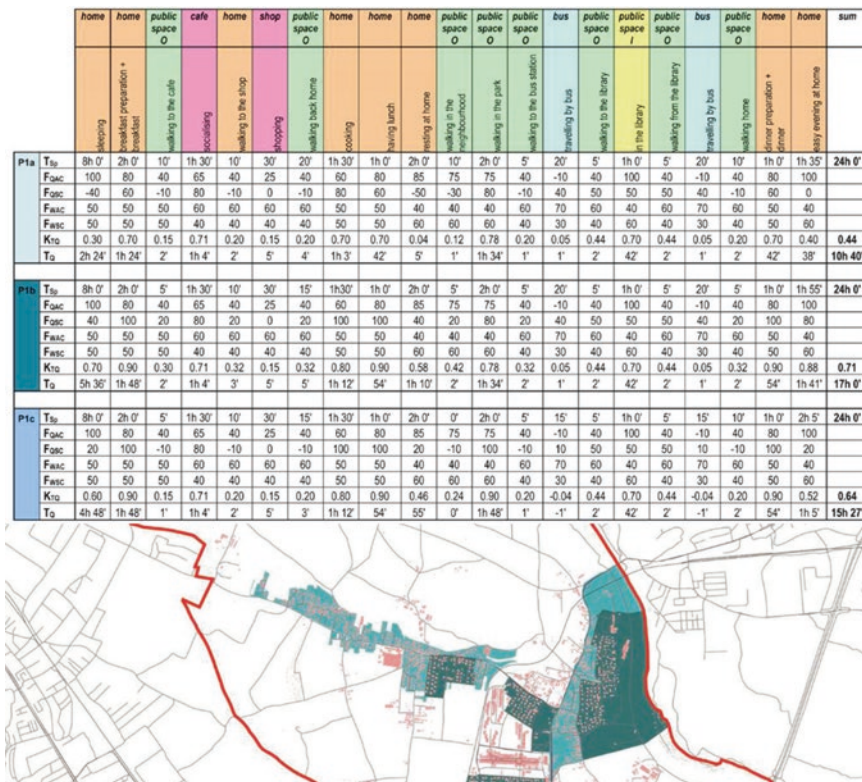 home home public space O cafe home shop public space O home home home public space O public space O public space O bus public space O public space I public space O bus public space O home home sum
sleeping
breakfast preparation + breakfast
walking to the cafe
socialising
walking to the shop
shopping
walking back home
cooking
having lunch
resting at home
walking in the neighbourhood
walking in the park
walking to the bus station
travelling by bus
walking to the library
in the library
walking from the library
travelling by bus
walking home
dinner preparation + dinner
easy evening at home
P1a TSp 8h 0' 2h 0' 10' 1h 30' 10' 30' 20' 1h 30' 1h 0' 2h 0' 10' 2h 0' 5' 20' 5' 1h 0' 5' 20' 10' 1h 0' 1h 35' 24h 0'
FQAC 100 80 40 65 40 25 40 60 80 85 75 75 40 -10 40 100 40 -10 40 80 100
FQSC -40 60 -10 80 -10 0 -10 80 60 -50 -30 80 -10 40 50 50 50 40 -10 60 0
FWAC 50 50 50 60 60 60 60 50 50 40 40 40 60 70 60 40 60 70 60 50 40
FWSC 50 50 50 40 40 40 40 50 50 60 60 60 40 30 40 60 40 30 40 50 60
KTQ 0.30 0.70 0.15 0.71 0.20 0.15 0.20 0.70 0.70 0.04 0.12 0.78 0.20 0.05 0.44 0.70 0.44 0.05 0.20 0.70 0.40 0.44
TQ 2h 24' 1h 24' 2' 1h 4' 2' 5' 4' 1h 3' 42' 5' 1' 1h 34' 1' 1' 2' 42' 2' 1' 2' 42' 38' 10h 40'
P1b TSp 8h 0' 2h 0' 5' 1h 30' 10' 30' 15' 1h30' 1h 0' 2h 0' 5' 2h 0' 5' 20' 5' 1h 0' 5' 20' 5' 1h 0' 1h 55' 24h 0'
FQAC 100 80 40 65 40 25 40 60 80 85 75 75 40 -10 40 100 40 -10 40 80 100
FQSC 40 100 20 80 20 0 20 100 100 40 20 80 20 40 50 50 50 40 20 100 80
FWAC 50 50 50 60 60 60 60 50 50 40 40 40 60 70 60 40 60 70 60 50 40
FWSC 50 50 50 40 40 40 40 50 50 60 60 60 40 30 40 60 40 30 40 50 60
KTQ 0.70 0.90 0.30 0.71 0.32 0.15 0.32 0.80 0.90 0.58 0.42 0.78 0.32 0.05 0.44 0.70 0.44 0.05 0.32 0.90 0.88 0.71
TQ 5h 36' 1h 48' 2' 1h 4' 3' 5' 5' 1h 12' 54' 1h 10' 2' 1h 34' 2' 1' 2' 42' 2' 1' 2' 54' 1h 41' 17h 0'
P1c TSp 8h 0' 2h 0' 5' 1h 30' 10' 30' 15' 1h 30' 1h 0' 2h 0' 0' 2h 0' 5' 15' 5' 1h 0' 5' 15' 10' 1h 0' 2h 5' 24h 0'
FQAC 100 80 40 65 40 25 40 60 80 85 75 75 40 -10 40 100 40 -10 40 80 100
FQSC 20 100 -10 80 -10 0 -10 100 100 20 -10 100 -10 10 50 50 50 10 -10 100 20
FWAC 50 50 50 60 60 60 60 50 50 40 40 40 60 70 60 40 60 70 60 50 40
FWSC 50 50 50 40 40 40 40 50 50 60 60 60 40 30 40 60 40 30 40 50 60
KTQ 0.60 0.90 0.15 0.71 0.20 0.15 0.20 0.80 0.90 0.46 0.24 0.90 0.20 -0.04 0.44 0.70 0.44 -0.04 0.20 0.90 0.52 0.64
TQ 4h 48' 1h 48' 1' 1h 4' 2' 5' 3' 1h 12' 54' 55' 0' 1h 48' 1' -1' 2' 42' 2' -1' 2' 54' 1h 5' 15h 27'